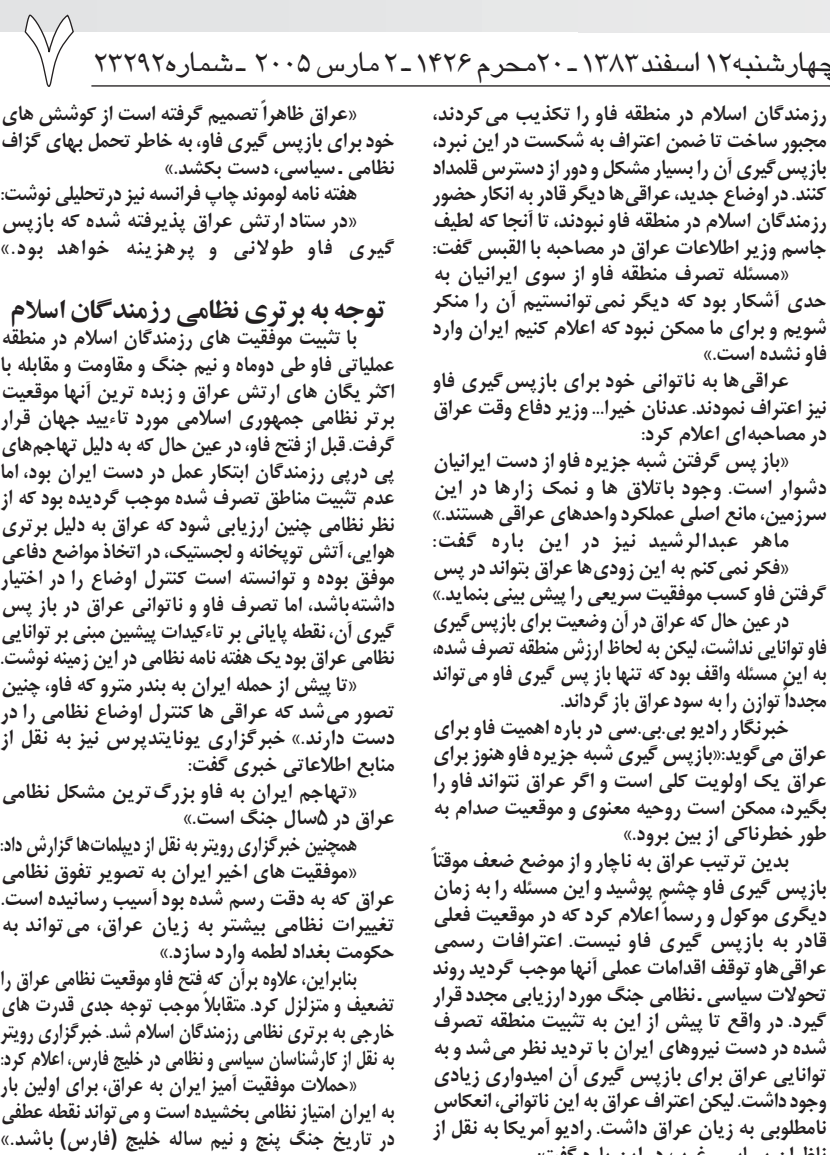 ۷
چهارشنبه۱۲ اسفند۱۳۸۳ ـ ۲۰محرم ۱۴۲۶ ـ ۲ مارس ۲۰۰۵ ـ شماره۲۳۲۹۲
رزمندگان اسلام در منطقه فاو را تکذیب می کردند،
مجبور ساخت تا ضمن اعتراف به شکست در این نبرد،
بازپس گیری آن را بسیار مشکل و دور از دسترس قلمداد
کنند. در اوضاع جدید، عراقی ها دیگر قادر به انکار حضور
رزمندگان اسلام در منطقه فاو نبودند، تا آنجا که لطیف
جاسم وزیر اطلاعات عراق در مصاحبه با القبس گفت:
«مسئله تصرف منطقه فاو از سوی ایرانیان به
حدی آشکار بود که دیگر نمی توانستیم آن را منکر
شویم و برای ما ممکن نبود که اعلام کنیم ایران وارد
فاو نشده است.»
عراقی ها به ناتوانی خود برای بازپس گیری فاو
نیز اعتراف نمودند. عدنان خیرا... وزیر دفاع وقت عراق
در مصاحبه ای اعلام کرد:
«باز پس گرفتن شبه جزیره فاو از دست ایرانیان
دشوار است. وجود باتلاق ها و نمک زارها در این
سرزمین، مانع اصلی عملکرد واحدهای عراقی هستند.»
ماهر عبدالرشید نیز در این باره گفت:
«فکر نمی کنم به این زودی ها عراق بتواند در پس
گرفتن فاو کسب موفقیت سریعی را پیش بینی بنماید.»
در عین حال که عراق در آن وضعیت برای بازپس گیری
فاو توانایی نداشت، لیکن به لحاظ ارزش منطقه تصرف شده،
به این مسئله واقف بود که تنها باز پس گیری فاو می تواند
مجدداً توازن را به سود عراق باز گرداند.
خبرنگار رادیو بی.بی.سی در باره اهمیت فاو برای
عراق می گوید:«بازپس گیری شبه جزیره فاو هنوز برای
عراق یک اولویت کلی است و اگر عراق نتواند فاو را
بگیرد، ممکن است روحیه معنوی و موقعیت صدام به
طور خطرناکی از بین برود.»
بدین ترتیب عراق به ناچار و از موضع ضعف موقتاً
بازپس گیری فاو چشم پوشید و این مسئله را به زمان
دیگری موکول و رسماً اعلام کرد که در موقعیت فعلی
قادر به بازپس گیری فاو نیست. اعترافات رسمی
عراقی هاو توقف اقدامات عملی آنها موجب گردید روند
تحولات سیاسی ـ نظامی جنگ مورد ارزیابی مجدد قرار
گیرد. در واقع تا پیش از این به تثبیت منطقه تصرف
شده در دست نیروهای ایران با تردید نظر می شد و به
توانایی عراق برای بازپس گیری آن امیدواری زیادی
وجود داشت. لیکن اعتراف عراق به این ناتوانی، انعکاس
نامطلوبی به زیان عراق داشت. رادیو آمریکا به نقل از
«عراق ظاهراً تصمیم گرفته است از کوشش های
خود برای بازپس گیری فاو، به خاطر تحمل بهای گزاف
نظامی ـ سیاسی، دست بکشد.»
هفته نامه لوموند چاپ فرانسه نیز در تحلیلی نوشت:
«در ستاد ارتش عراق پذیرفته شده که بازپس
گیری فاو طولانی و پرهزینه خواهد بود.»
توجه به برتری نظامی رزمندگان اسلام
با تثبیت موفقیت های رزمندگان اسلام در منطقه
عملیاتی فاو طی دوماه و نیم جنگ و مقاومت و مقابله با
اکثر یگان های ارتش عراق و زبده ترین آنها موقعیت
برتر نظامی جمهوری اسلامی مورد تاءیید جهان قرار
گرفت. قبل از فتح فاو، در عین حال که به دلیل تهاجم های
پی درپی رزمندگان ابتکار عمل در دست ایران بود، اما
عدم تثبیت مناطق تصرف شده موجب گردیده بود که از
نظر نظامی چنین ارزیابی شود که عراق به دلیل برتری
هوایی، آتش توپخانه و لجستیک، در اتخاذ مواضع دفاعی
موفق بوده و توانسته است کنترل اوضاع را در اختیار
داشته باشد، اما تصرف فاو و ناتوانی عراق در باز پس
گیری آن، نقطه پایانی بر تاءکیدات پیشین مبنی بر توانایی
نظامی عراق بود یک هفته نامه نظامی در این زمینه نوشت.
«تا پیش از حمله ایران به بندر مترو که فاو، چنین
تصور می شد که عراقی ها کنترل اوضاع نظامی را در
دست دارند.» خبرگزاری یونایتدپرس نیز به نقل از
منابع اطلاعاتی خبری گفت:
«تهاجم ایران به فاو بزرگ ترین مشکل نظامی
عراق در ۵سال جنگ است.»
همچنین خبرگزاری رویتر به نقل از دیپلمات ها گزارش داد:
«موفقیت های اخیر ایران به تصویر تفوق نظامی
عراق که به دقت رسم شده بود آسیب رسانیده است.
تغییرات نظامی بیشتر به زیان عراق، می تواند به
حکومت بغداد لطمه وارد سازد.»
بنابراین، علاوه برآن که فتح فاو موقعیت نظامی عراق را
تضعیف و متزلزل کرد. متقابلاً موجب توجه جدی قدرت های
خارجی به برتری نظامی رزمندگان اسلام شد. خبرگزاری رویتر
به نقل از کارشناسان سیاسی و نظامی در خلیج فارس، اعلام کرد:
«حملات موفقیت آمیز ایران به عراق، برای اولین بار
به ایران امتیاز نظامی بخشیده است و می تواند نقطه عطفی
در تاریخ جنگ پنج و نیم ساله خلیج (فارس) باشد.»